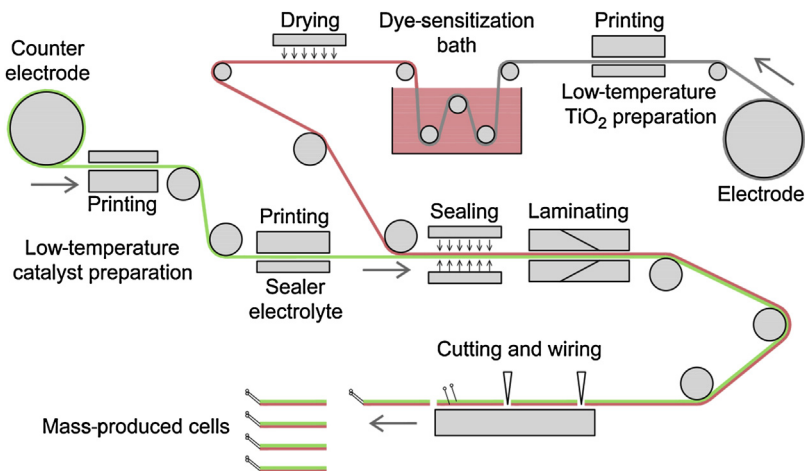 Counter
electrode
Drying
Dye-sensitization
bath
Printing
Low-temperature
TiO₂ preparation
Electrode
Printing
Low-temperature
catalyst preparation
Printing
Sealer
electrolyte
Sealing
Laminating
Cutting and wiring
Mass-produced cells